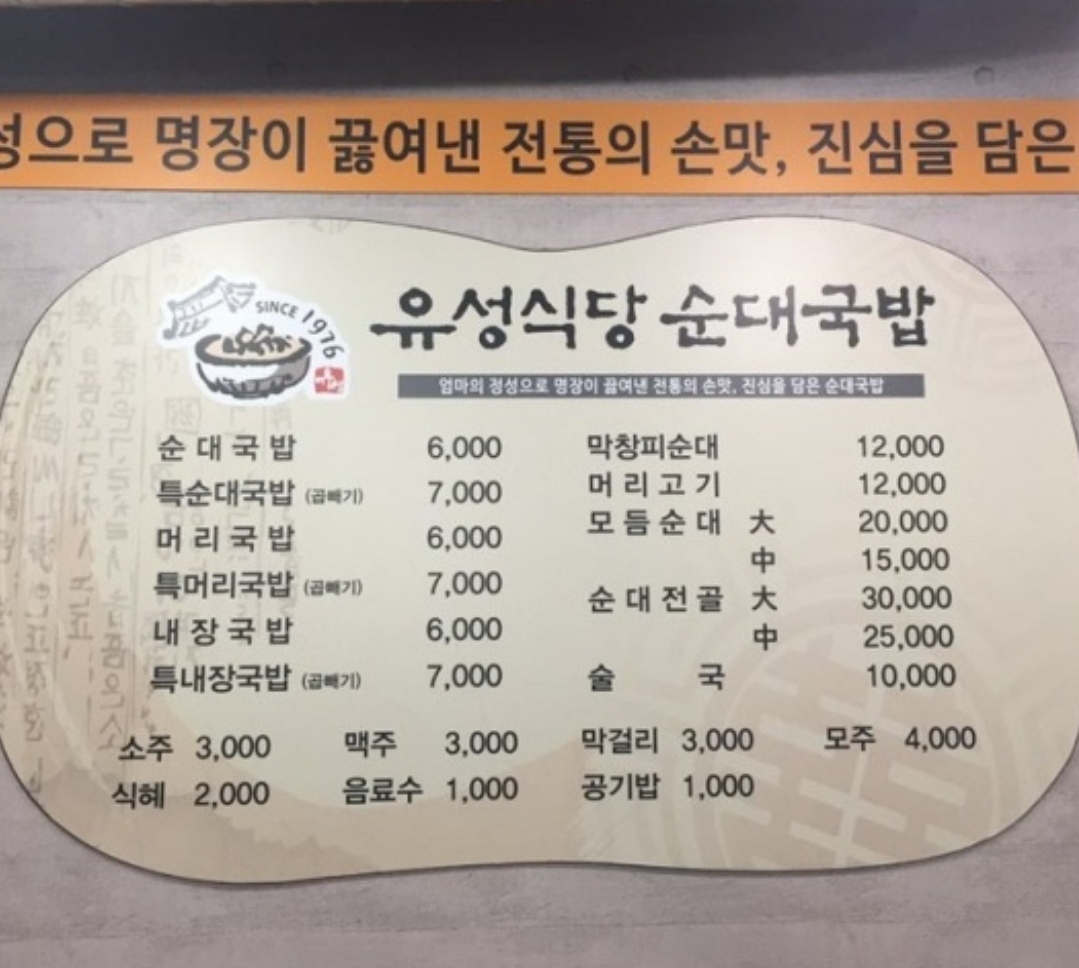 성으로 명장이 끓여낸 전통의 손맛, 진심을 담은
SINCE 1976
유성식당 순대국밥
엄마의 정성으로 명장이 끓여낸 전통의 손맛, 진심을 담은 순대국밥
순대국밥 6,000
특순대국밥 (곱빼기) 7,000
머리국밥 6,000
특머리국밥 (곱빼기) 7,000
내장국밥 6,000
특내장국밥 (곱빼기) 7,000
막창피순대 12,000
머리고기 12,000
모듬순대 大 20,000
中 15,000
순대전골 大 30,000
中 25,000
술국 10,000
소주 3,000 맥주 3,000 막걸리 3,000 모주 4,000
식혜 2,000 음료수 1,000 공기밥 1,000